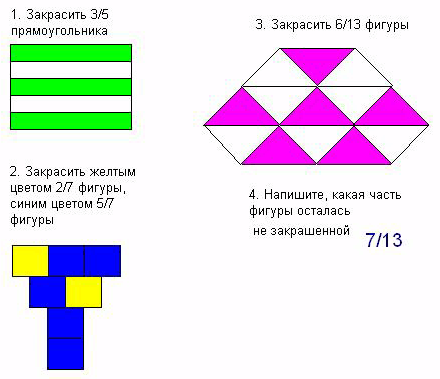 1. Закрасить 3/5
прямоугольника
2. Закрасить желтым
цветом 2/7 фигуры,
синим цветом 5/7
фигуры
3. Закрасить 6/13 фигуры
4. Напишите, какая часть
фигуры осталась
не закрашенной
7/13